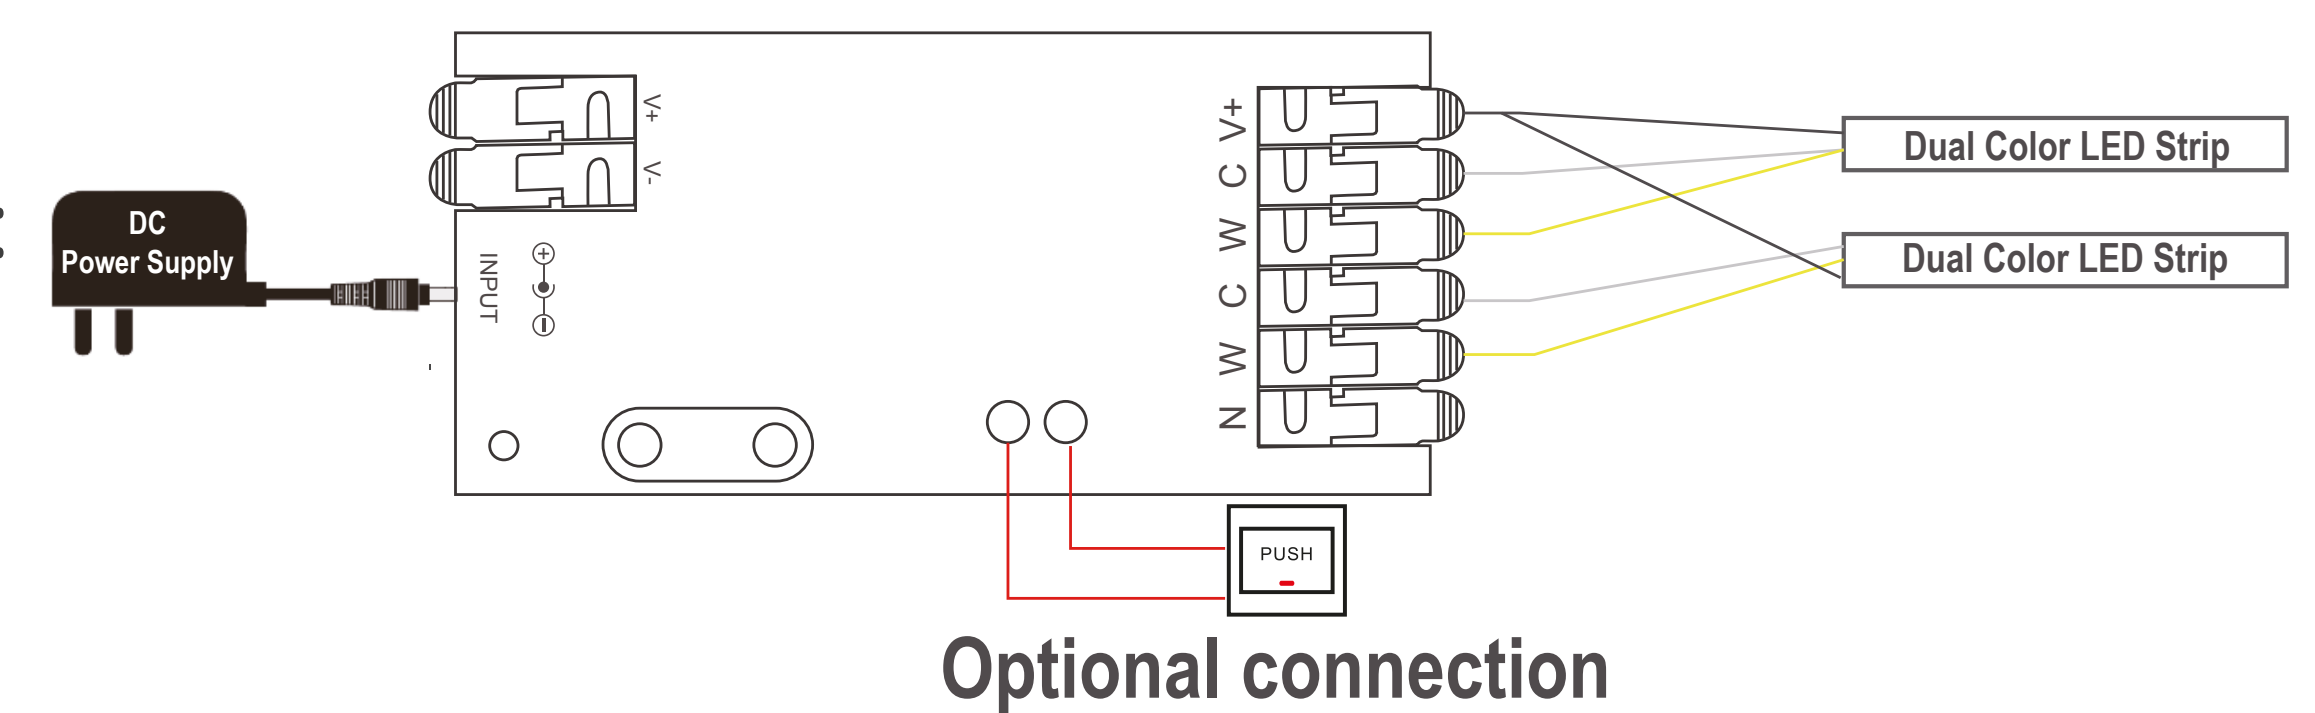 DC
Power Supply
V+
V-
INPUT
V+
C
W
C
W
N
Dual Color LED Strip
Dual Color LED Strip
PUSH
Optional connection